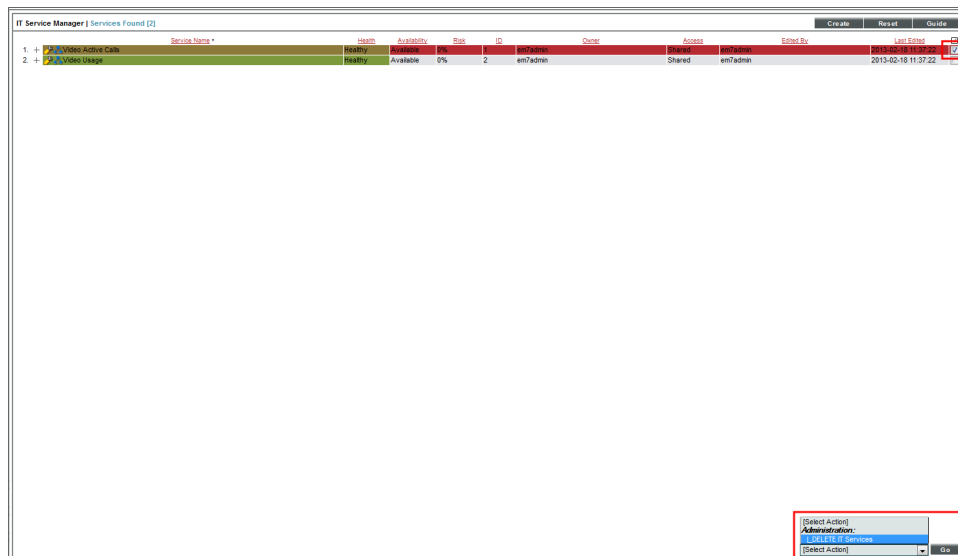 IT Service Manager | Services Found [2]
Create Reset Guide
Service Name • Health Availability Risk ID Owner Access Edited By Last Edited
1. + Video Active Calls Healthy Available 0% 1 em7admin Shared em7admin 2013-02-18 11:37:22
2. + Video Usage Healthy Available 0% 2 em7admin Shared em7admin 2013-02-18 11:37:22
[Select Action]
Administration:
DELETE IT Services
[Select Action] Go